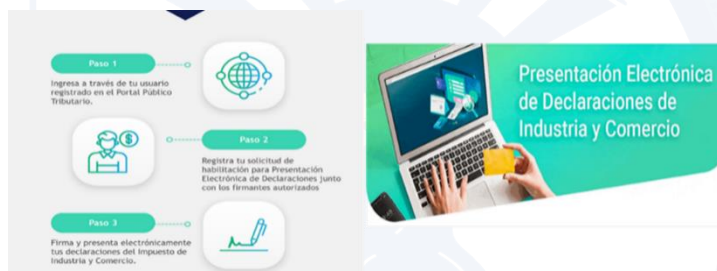 Paso 1
Ingresa a través de tu usuario
registrado en el Portal Público
Tributario.
Paso 2
Registra tu solicitud de
habilitación para Presentación
Electrónica de Declaraciones junto
con los firmantes autorizados
Paso 3
Firma y presenta electrónicamente
tus declaraciones del Impuesto de
Industria y Comercio.
Presentación Electrónica
de Declaraciones de
Industria y Comercio